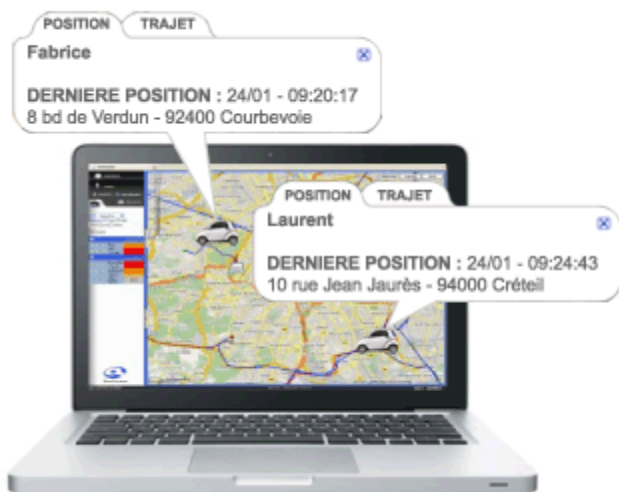 POSITION TRAJET
Fabrice
DERNIERE POSITION : 24/01 - 09:20:17
8 bd de Verdun - 92400 Courbevoie
POSITION TRAJET
Laurent
DERNIERE POSITION : 24/01 - 09:24:43
10 rue Jean Jaurès - 94000 Créteil